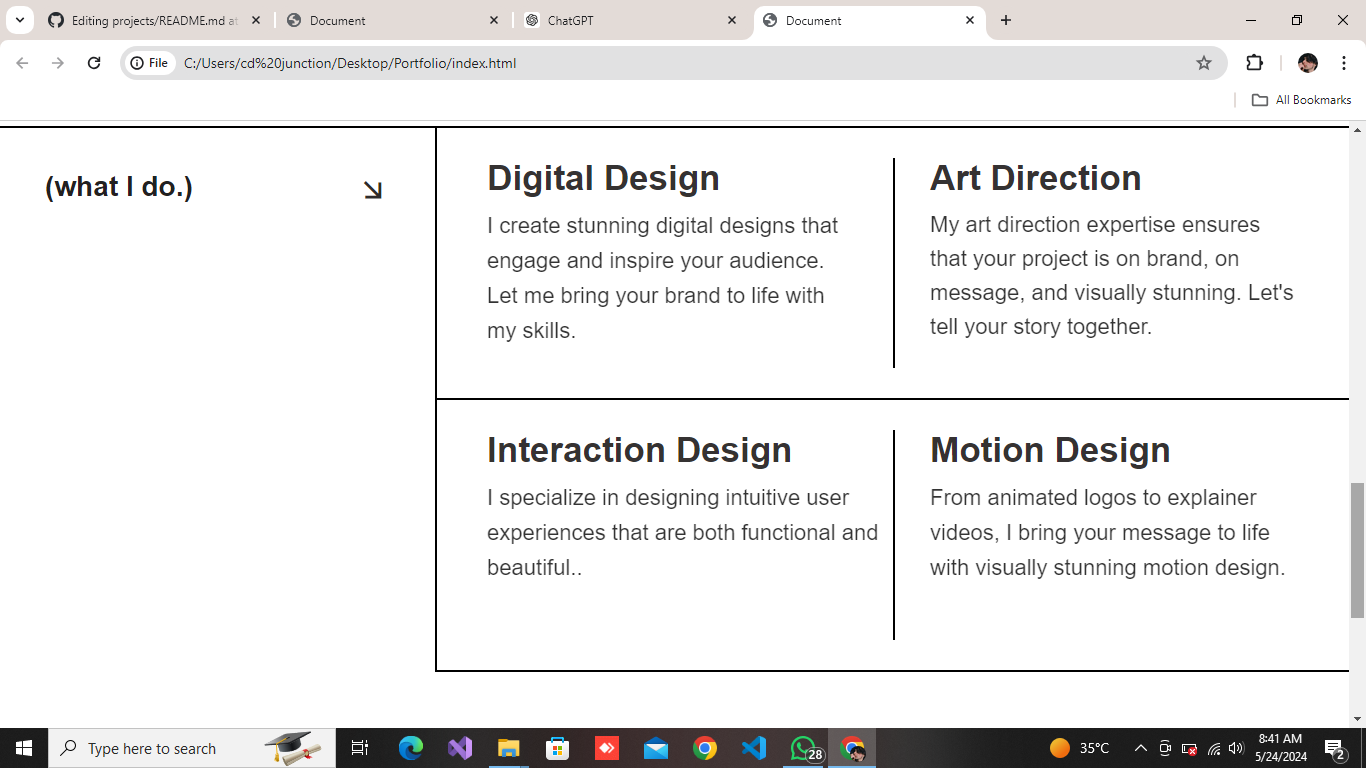 Editing projects/README.md at
Document
ChatGPT
Document
File
C:/Users/cd%20junction/Desktop/Portfolio/index.html
All Bookmarks
(what I do.)
Digital Design
I create stunning digital designs that
engage and inspire your audience.
Let me bring your brand to life with
my skills.
Art Direction
My art direction expertise ensures
that your project is on brand, on
message, and visually stunning. Let's
tell your story together.
Interaction Design
I specialize in designing intuitive user
experiences that are both functional and
beautiful..
Motion Design
From animated logos to explainer
videos, I bring your message to life
with visually stunning motion design.
Type here to search
28
35°C
8:41 AM
5/24/2024
2